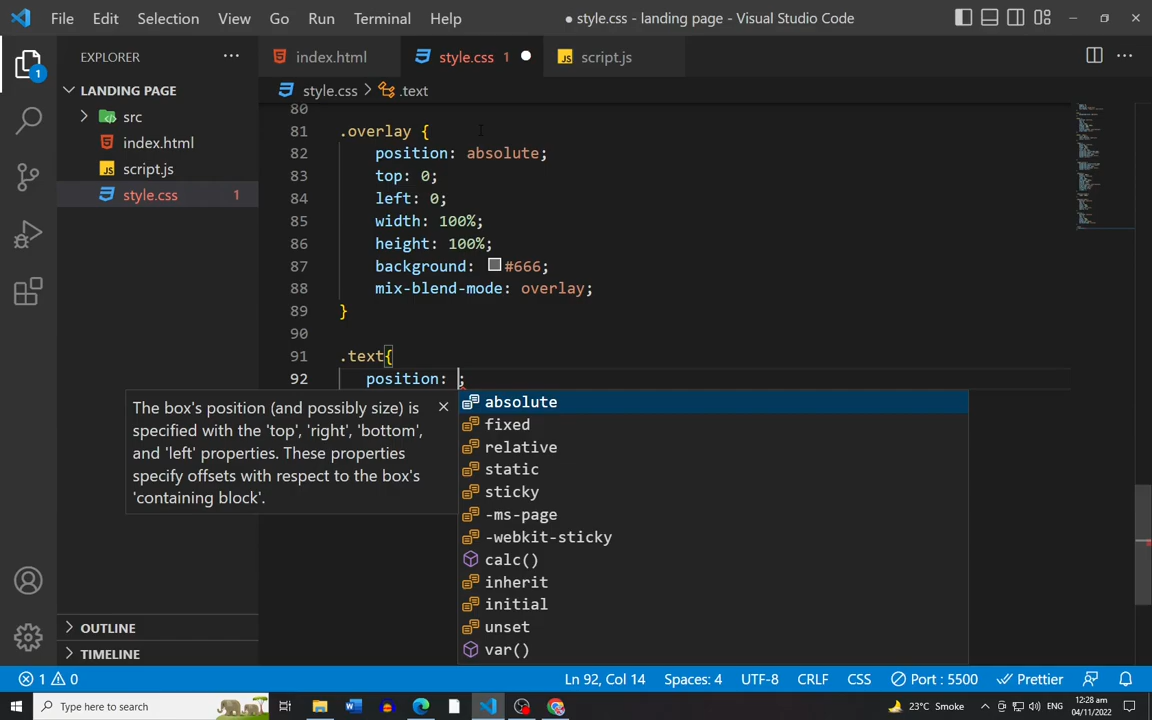 File Edit Selection View Go Run Terminal Help
● style.css - landing page - Visual Studio Code
EXPLORER ...
index.html
style.css 1
JS script.js
1
LANDING PAGE
src
index.html
JS script.js
style.css 1
style.css > .text
80
81 .overlay {
82 position: absolute;
83 top: 0;
84 left: 0;
85 width: 100%;
86 height: 100%;
87 background: #666;
88 mix-blend-mode: overlay;
89 }
90
91 .text{
92 position: ;
The box's position (and possibly size) is
specified with the 'top', 'right', 'bottom',
and 'left' properties. These properties
specify offsets with respect to the box's
'containing block'.
absolute
fixed
relative
static
sticky
-ms-page
-webkit-sticky
calc()
inherit
initial
unset
var()
OUTLINE
TIMELINE
1 0 Ln 92, Col 14 Spaces: 4 UTF-8 CRLF CSS Port : 5500 Prettier
Type here to search
23°C Smoke
ENG
12:28 am
04/11/2022